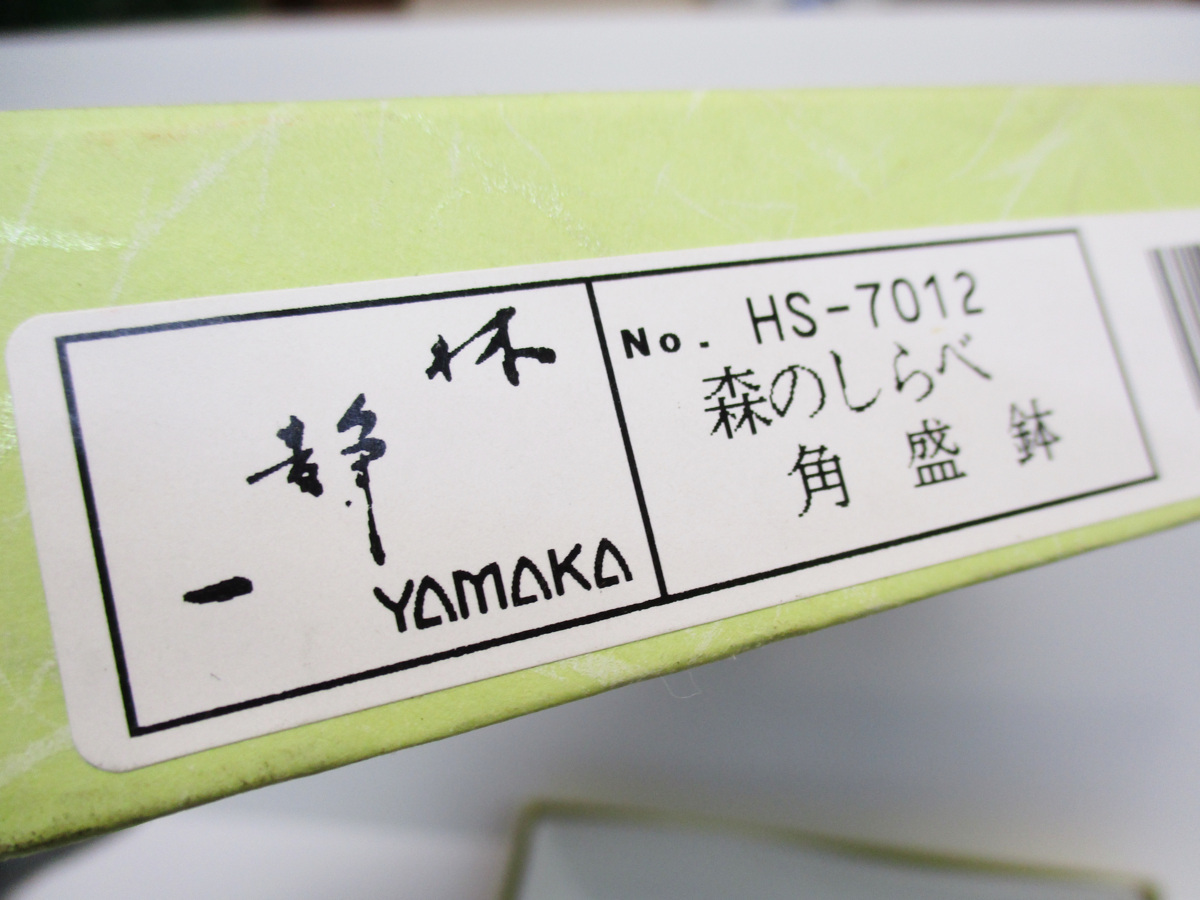 林
静
一
YAMAKA
No. HS-7012
森のしらべ
角盛鉢